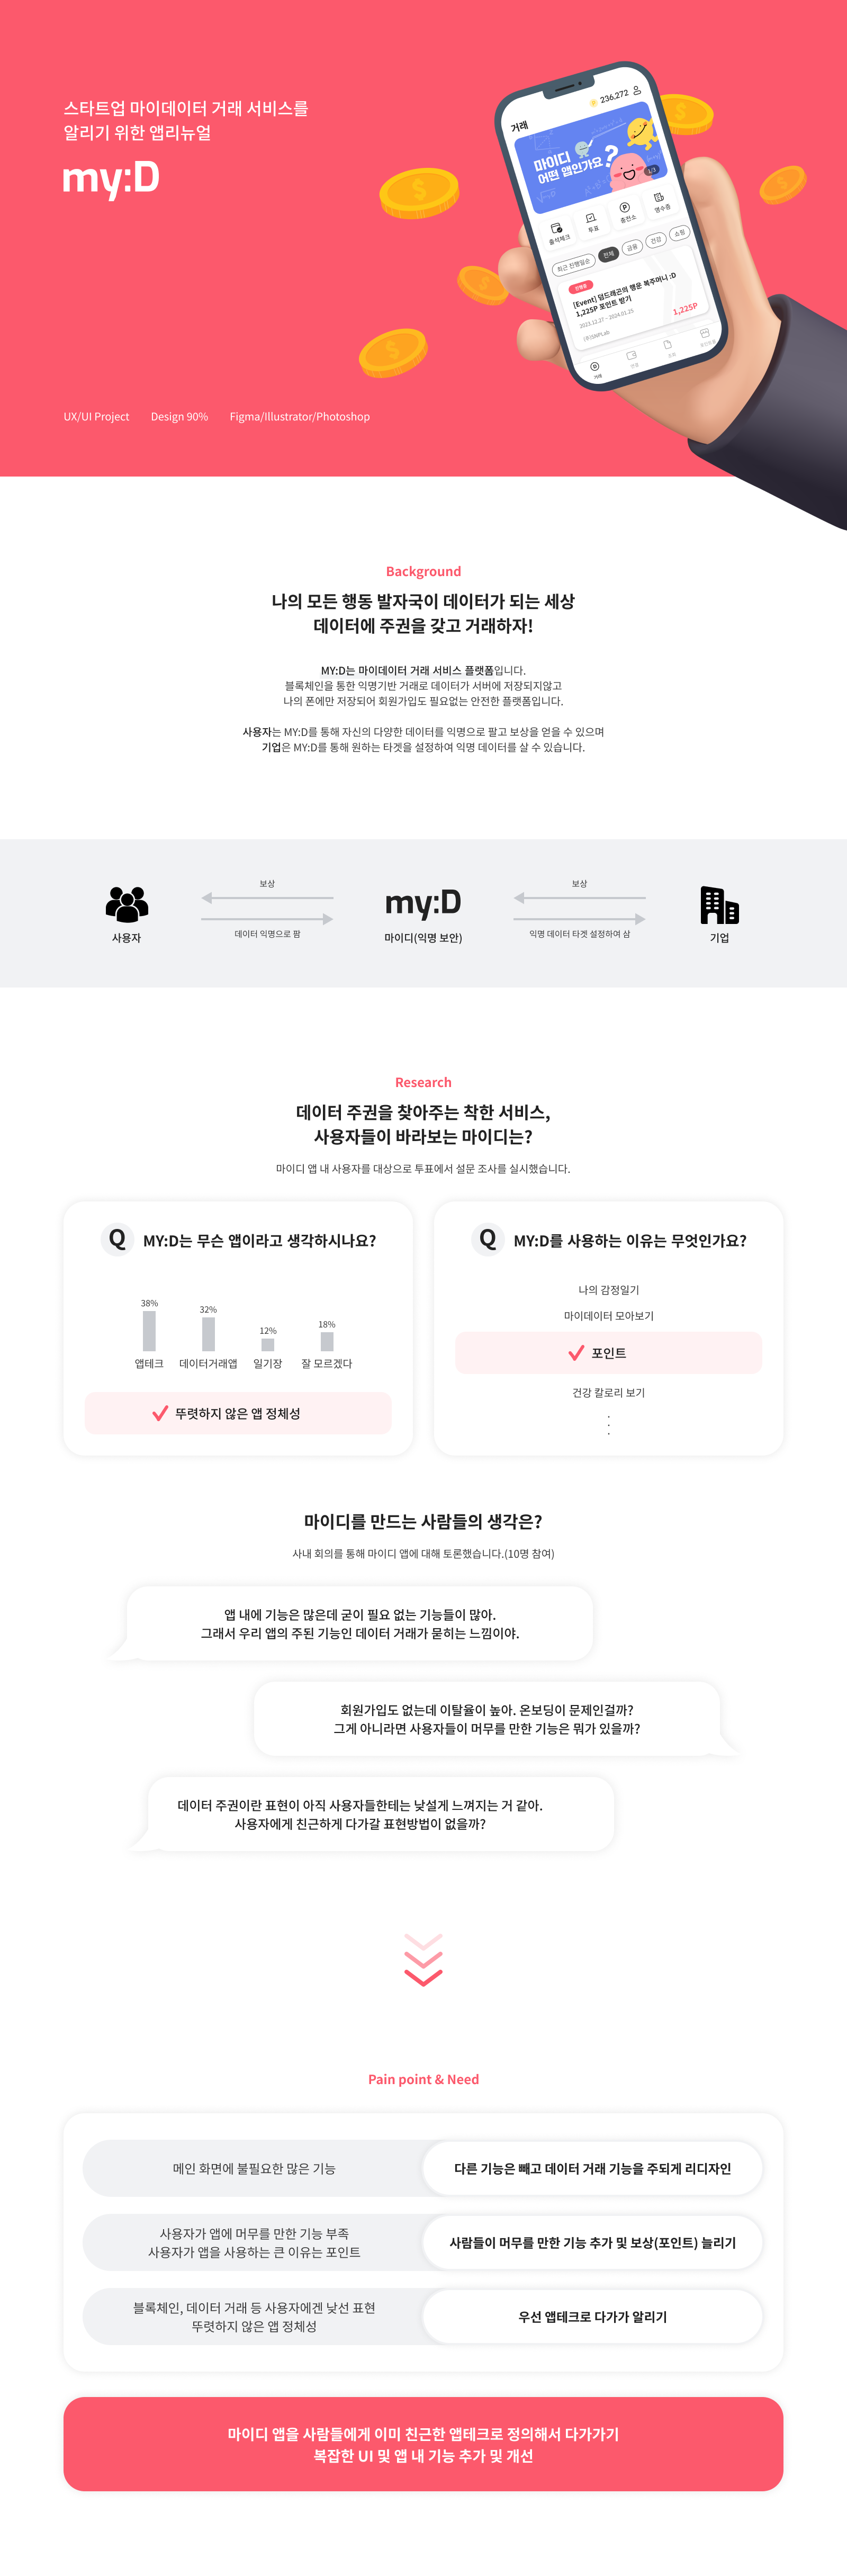 스타트업 마이데이터 거래 서비스를
알리기 위한 앱리뉴얼
my:D
236,272
거래
마이디
어떤 앱인가요?
1/3
출석체크
투표
충전소
영수증
최근 진행일순
전체
금융
건강
쇼핑
진행중
[Event] 덤드래곤의 행운 복주머니 :D
1,225P 포인트 받기
2023.12.27 ~ 2024.01.25
(주)SNPLab
1,225P
거래
UX/UI Project
Design 90%
Figma/Illustrator/Photoshop
Background
나의 모든 행동 발자국이 데이터가 되는 세상
데이터에 주권을 갖고 거래하자!
MY:D는 마이데이터 거래 서비스 플랫폼입니다.
블록체인을 통한 익명기반 거래로 데이터가 서버에 저장되지않고
나의 폰에만 저장되어 회원가입도 필요없는 안전한 플랫폼입니다.
사용자는 MY:D를 통해 자신의 다양한 데이터를 익명으로 팔고 보상을 얻을 수 있으며
기업은 MY:D를 통해 원하는 타겟을 설정하여 익명 데이터를 살 수 있습니다.
사용자
보상
데이터 익명으로 팜
my:D
마이디(익명 보안)
보상
익명 데이터 타겟 설정하여 삼
기업
Research
데이터 주권을 찾아주는 착한 서비스,
사용자들이 바라보는 마이디는?
마이디 앱 내 사용자를 대상으로 투표에서 설문 조사를 실시했습니다.
Q MY:D는 무슨 앱이라고 생각하시나요?
38%
32%
12%
18%
앱테크
데이터거래앱
일기장
잘 모르겠다
뚜렷하지 않은 앱 정체성
Q MY:D를 사용하는 이유는 무엇인가요?
나의 감정일기
마이데이터 모아보기
포인트
건강 칼로리 보기
마이디를 만드는 사람들의 생각은?
사내 회의를 통해 마이디 앱에 대해 토론했습니다.(10명 참여)
앱 내에 기능은 많은데 굳이 필요 없는 기능들이 많아.
그래서 우리 앱의 주된 기능인 데이터 거래가 묻히는 느낌이야.
회원가입도 없는데 이탈율이 높아. 온보딩이 문제인걸까?
그게 아니라면 사용자들이 머무를 만한 기능은 뭐가 있을까?
데이터 주권이란 표현이 아직 사용자들한테는 낯설게 느껴지는 거 같아.
사용자에게 친근하게 다가갈 표현방법이 없을까?
Pain point & Need
메인 화면에 불필요한 많은 기능
다른 기능은 빼고 데이터 거래 기능을 주되게 리디자인
사용자가 앱에 머무를 만한 기능 부족
사용자가 앱을 사용하는 큰 이유는 포인트
사람들이 머무를 만한 기능 추가 및 보상(포인트) 늘리기
블록체인, 데이터 거래 등 사용자에겐 낯선 표현
뚜렷하지 않은 앱 정체성
우선 앱테크로 다가가 알리기
마이디 앱을 사람들에게 이미 친근한 앱테크로 정의해서 다가가기
복잡한 UI 및 앱 내 기능 추가 및 개선